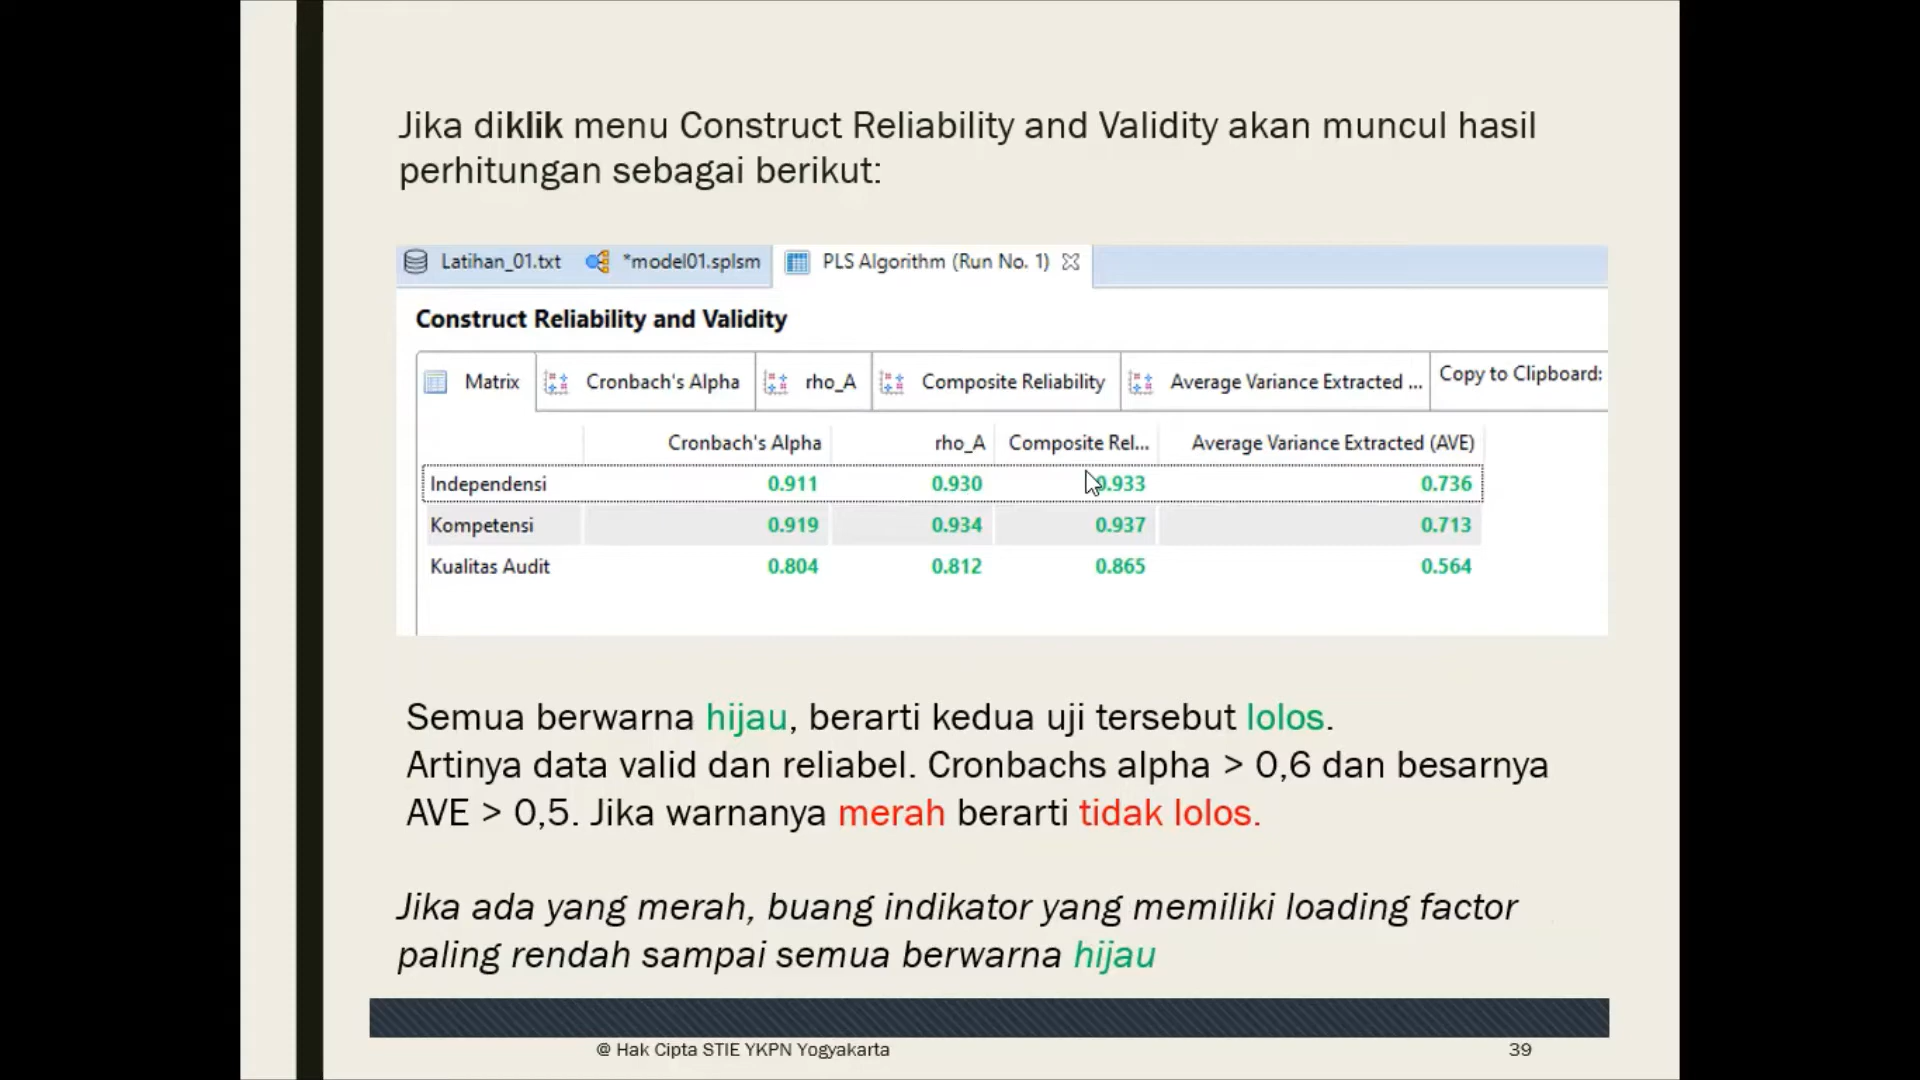 Jika diklik menu Construct Reliability and Validity akan muncul hasil
perhitungan sebagai berikut:
Latihan_01.txt *model01.splsm PLS Algorithm (Run No. 1)
Construct Reliability and Validity
Matrix Cronbach's Alpha rho_A Composite Reliability Average Variance Extracted ... Copy to Clipboard:
Cronbach's Alpha rho_A Composite Rel... Average Variance Extracted (AVE)
Independensi 0.911 0.930 0.933 0.736
Kompetensi 0.919 0.934 0.937 0.713
Kualitas Audit 0.804 0.812 0.865 0.564
Semua berwarna hijau, berarti kedua uji tersebut lolos.
Artinya data valid dan reliabel. Cronbachs alpha > 0,6 dan besarnya
AVE > 0,5. Jika warnanya merah berarti tidak lolos.
Jika ada yang merah, buang indikator yang memiliki loading factor
paling rendah sampai semua berwarna hijau
@ Hak Cipta STIE YKPN Yogyakarta 39